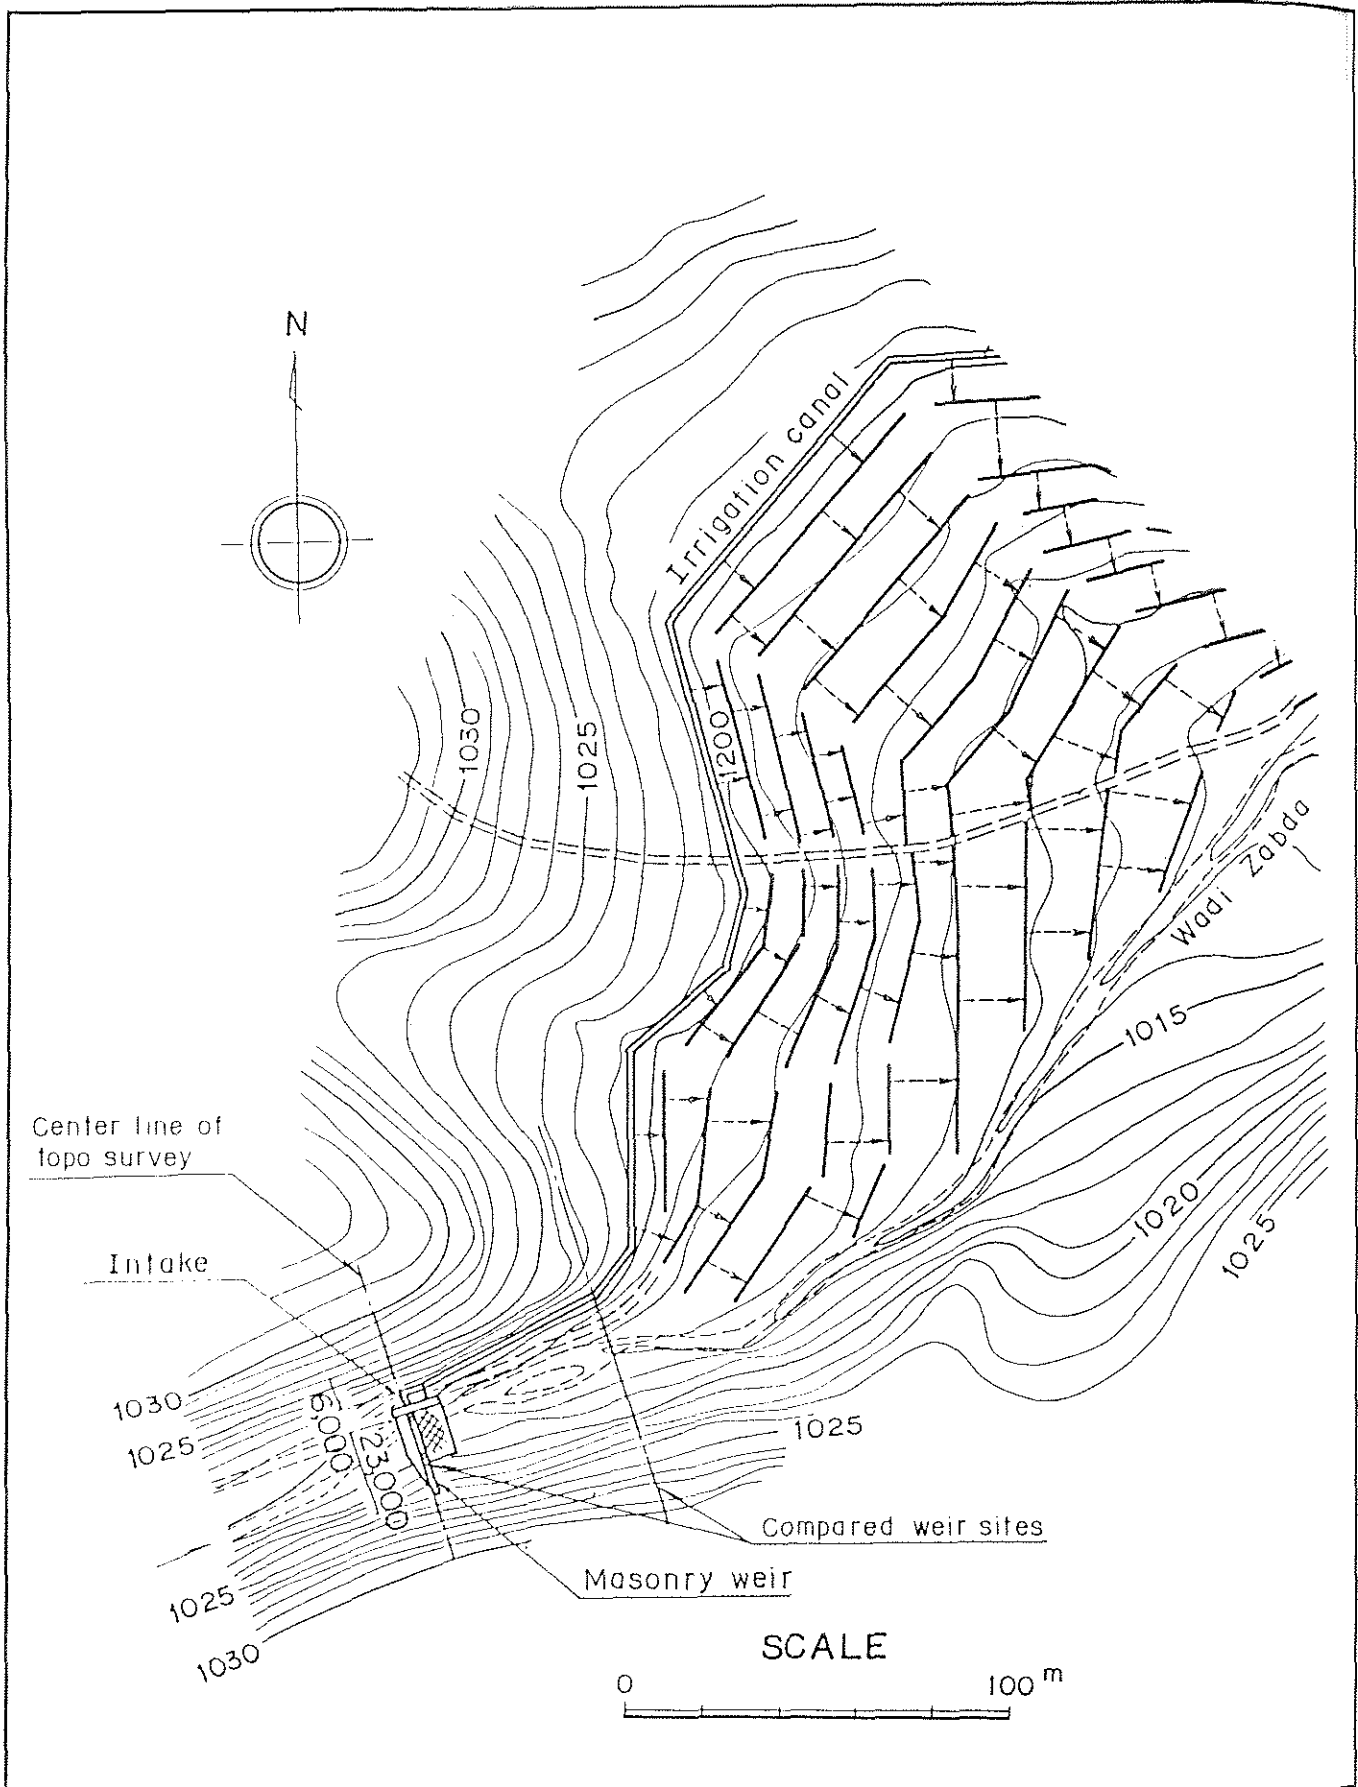 N
Irrigation canal
1030
1025
1200
Wadi Zabda
1015
1020
1025
Center line of
topo survey
Intake
1030
1025
6,000
23,000
1025
Compared weir sites
Masonry weir
1025
1030
SCALE
0
100 m